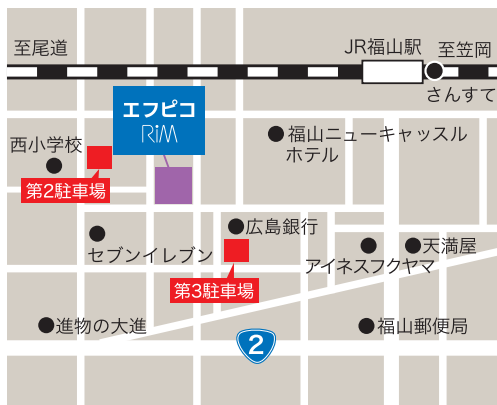 至尾道
JR福山駅
至笠岡
さんすて
エフピコ
RiM
福山ニューキャッスル
ホテル
西小学校
第2駐車場
広島銀行
セブンイレブン
天満屋
アイネスフクヤマ
第3駐車場
進物の大進
福山郵便局
2